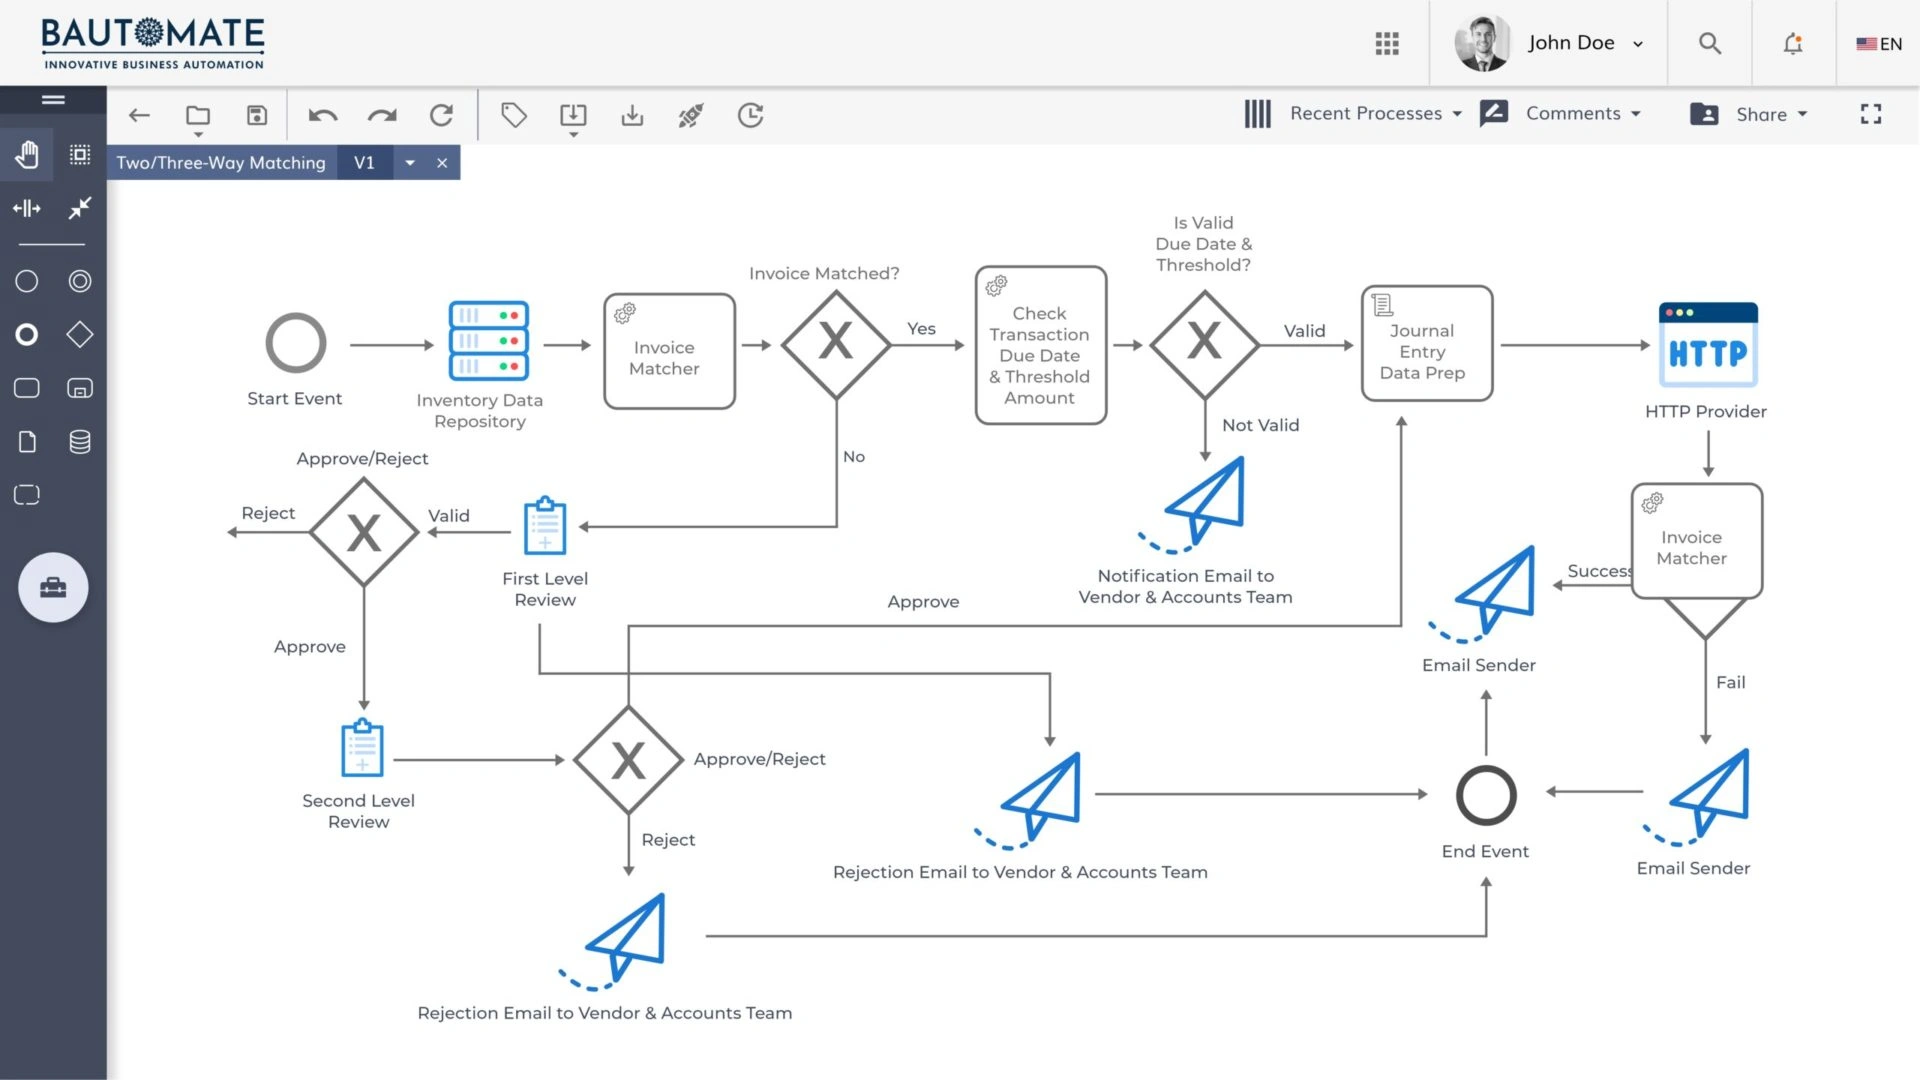 BAUTOMATE
INNOVATIVE BUSINESS AUTOMATION
John Doe
EN
Recent Processes
Comments
Share
Two/Three-Way Matching
V1
Is Valid
Due Date &
Threshold?
Invoice Matched?
Start Event
Inventory Data
Repository
Invoice
Matcher
X
Yes
Check
Transaction
Due Date
& Threshold
Amount
X
Valid
Journal
Entry
Data Prep
HTTP
HTTP Provider
Not Valid
No
Approve/Reject
Reject
X
Valid
First Level
Review
Notification Email to
Vendor & Accounts Team
Invoice
Matcher
Success
Email Sender
Fail
Approve
Approve
Second Level
Review
X
Approve/Reject
Reject
Rejection Email to Vendor & Accounts Team
End Event
Email Sender
Rejection Email to Vendor & Accounts Team